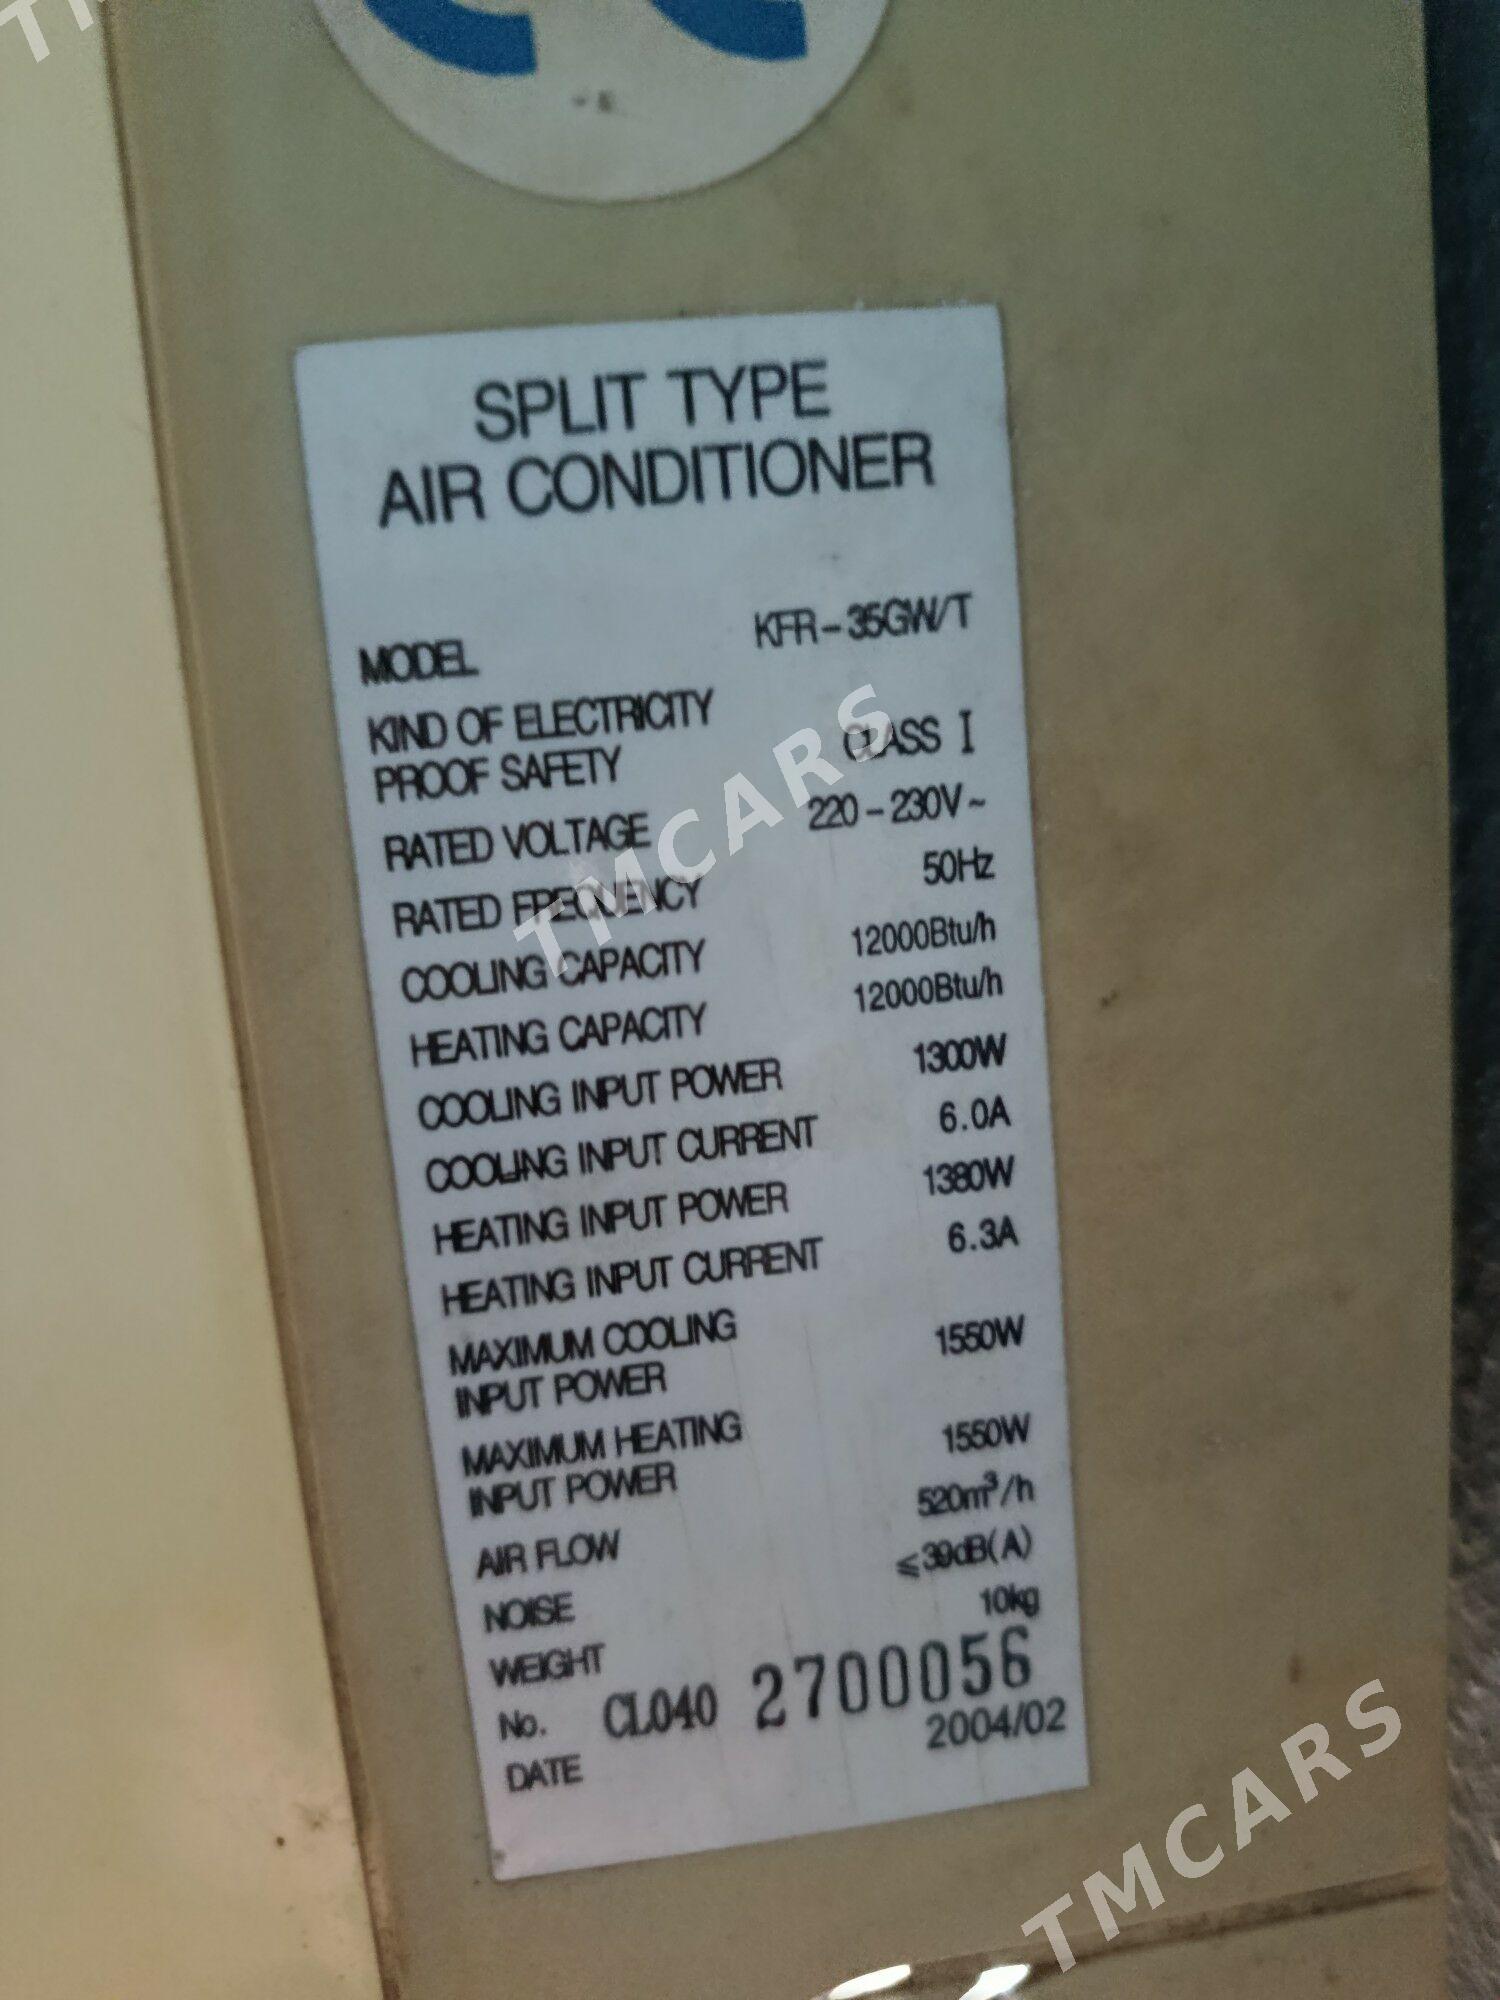 SPLIT TYPE
AIR CONDITIONER
MODEL KFR-35GW/T
KIND OF ELECTRICITY
PROOF SAFETY CLASS I
RATED VOLTAGE 220-230V~
RATED FREQUENCY 50Hz
COOLING CAPACITY 12000Btu/h
HEATING CAPACITY 12000Btu/h
COOLING INPUT POWER 1300W
COOLING INPUT CURRENT 6.0A
HEATING INPUT POWER 1380W
HEATING INPUT CURRENT 6.3A
MAXIMUM COOLING
INPUT POWER 1550W
MAXIMUM HEATING
INPUT POWER 1550W
AIR FLOW 520m³/h
NOISE ≤39dB(A)
WEIGHT 10kg
No. CL040 2700056
DATE 2004/02
TMCARS
TMCARS